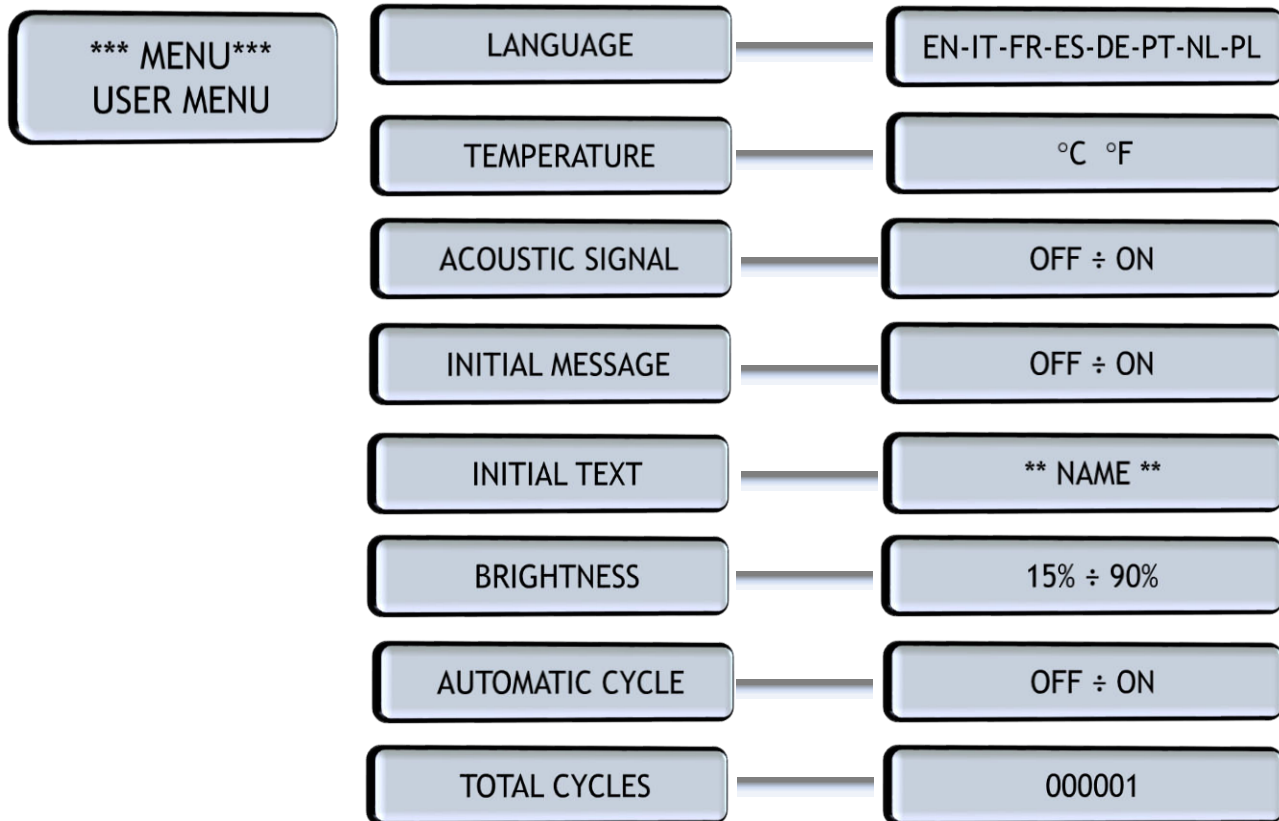 *** MENU***
USER MENU
LANGUAGE
EN-IT-FR-ES-DE-PT-NL-PL
TEMPERATURE
°C °F
ACOUSTIC SIGNAL
OFF ÷ ON
INITIAL MESSAGE
OFF ÷ ON
INITIAL TEXT
** NAME **
BRIGHTNESS
15% ÷ 90%
AUTOMATIC CYCLE
OFF ÷ ON
TOTAL CYCLES
000001